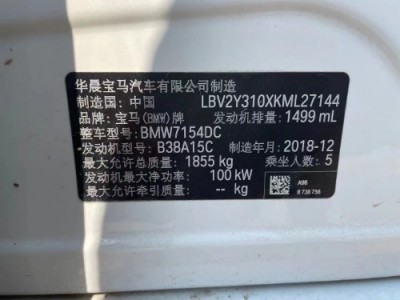 华晨宝马汽车有限公司制造
制造国: 中国 LBV2Y310XKML27144
品牌: 宝马(BMW)牌 发动机排量: 1499 mL
整车型号: BMW7154DC
发动机型号: B38A15C 制造年月: 2018-12
最大允许总质量: 1855 kg 乘坐人数: 5
发动机最大净功率: 100 kW
最大允许牵引质量: -- kg
A96
8 738 756